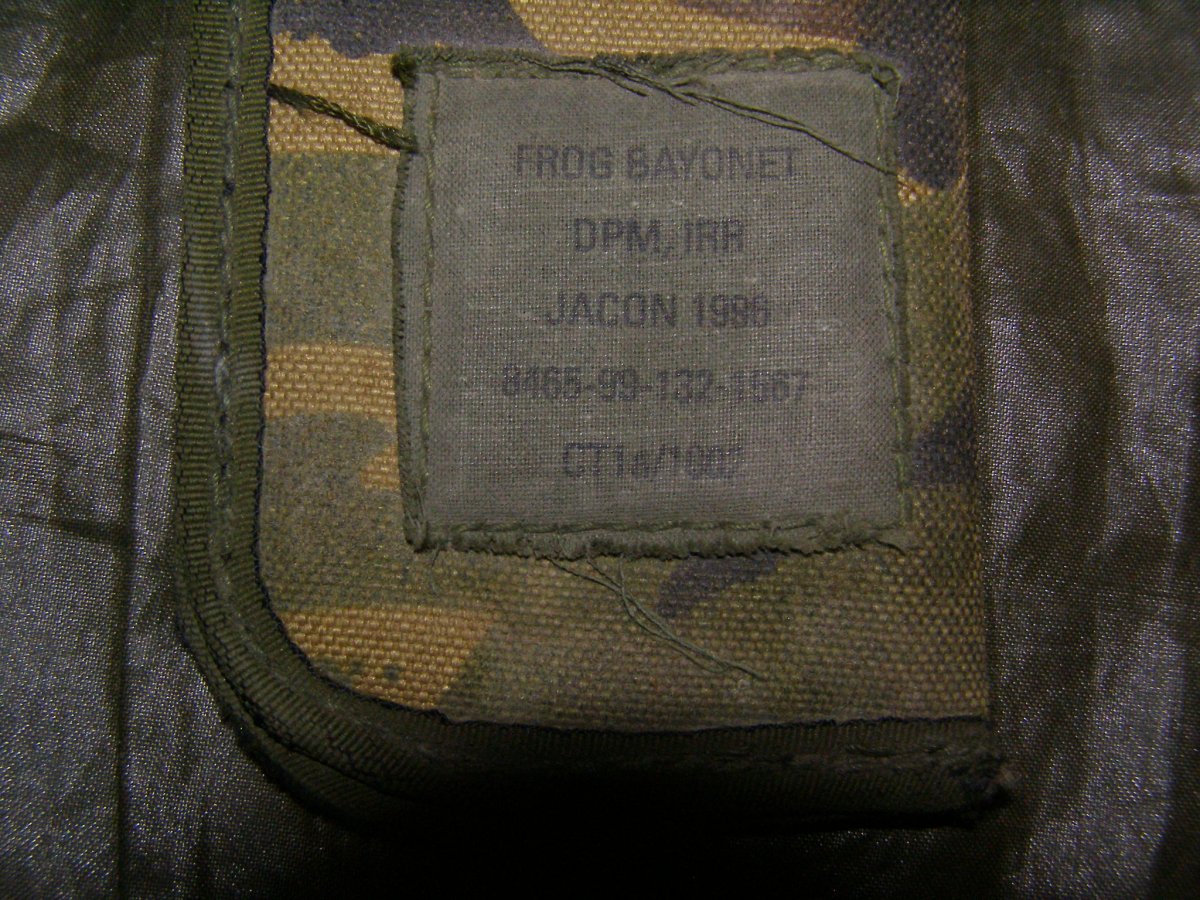 FROG BAYONET
DPM, IRR
JACON 1996
8465-99-132-1567